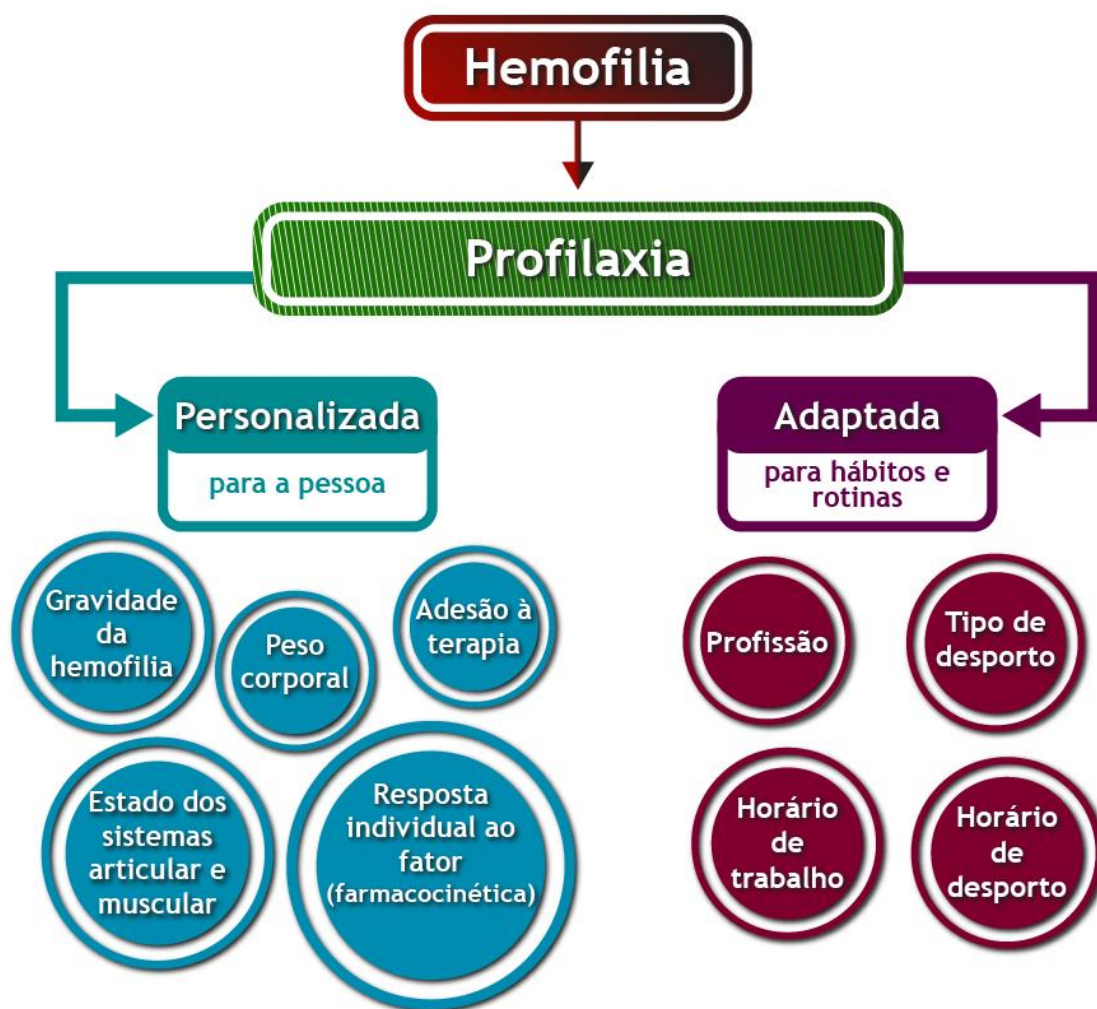 Hemofilia
Profilaxia
Personalizada
para a pessoa
Adaptada
para hábitos e
rotinas
Gravidade
da
hemofilia
Peso
corporal
Adesão à
terapia
Estado dos
sistemas
articular e
muscular
Resposta
individual ao
fator
(farmacocinética)
Profissão
Tipo de
desporto
Horário
de
trabalho
Horário
de
desporto